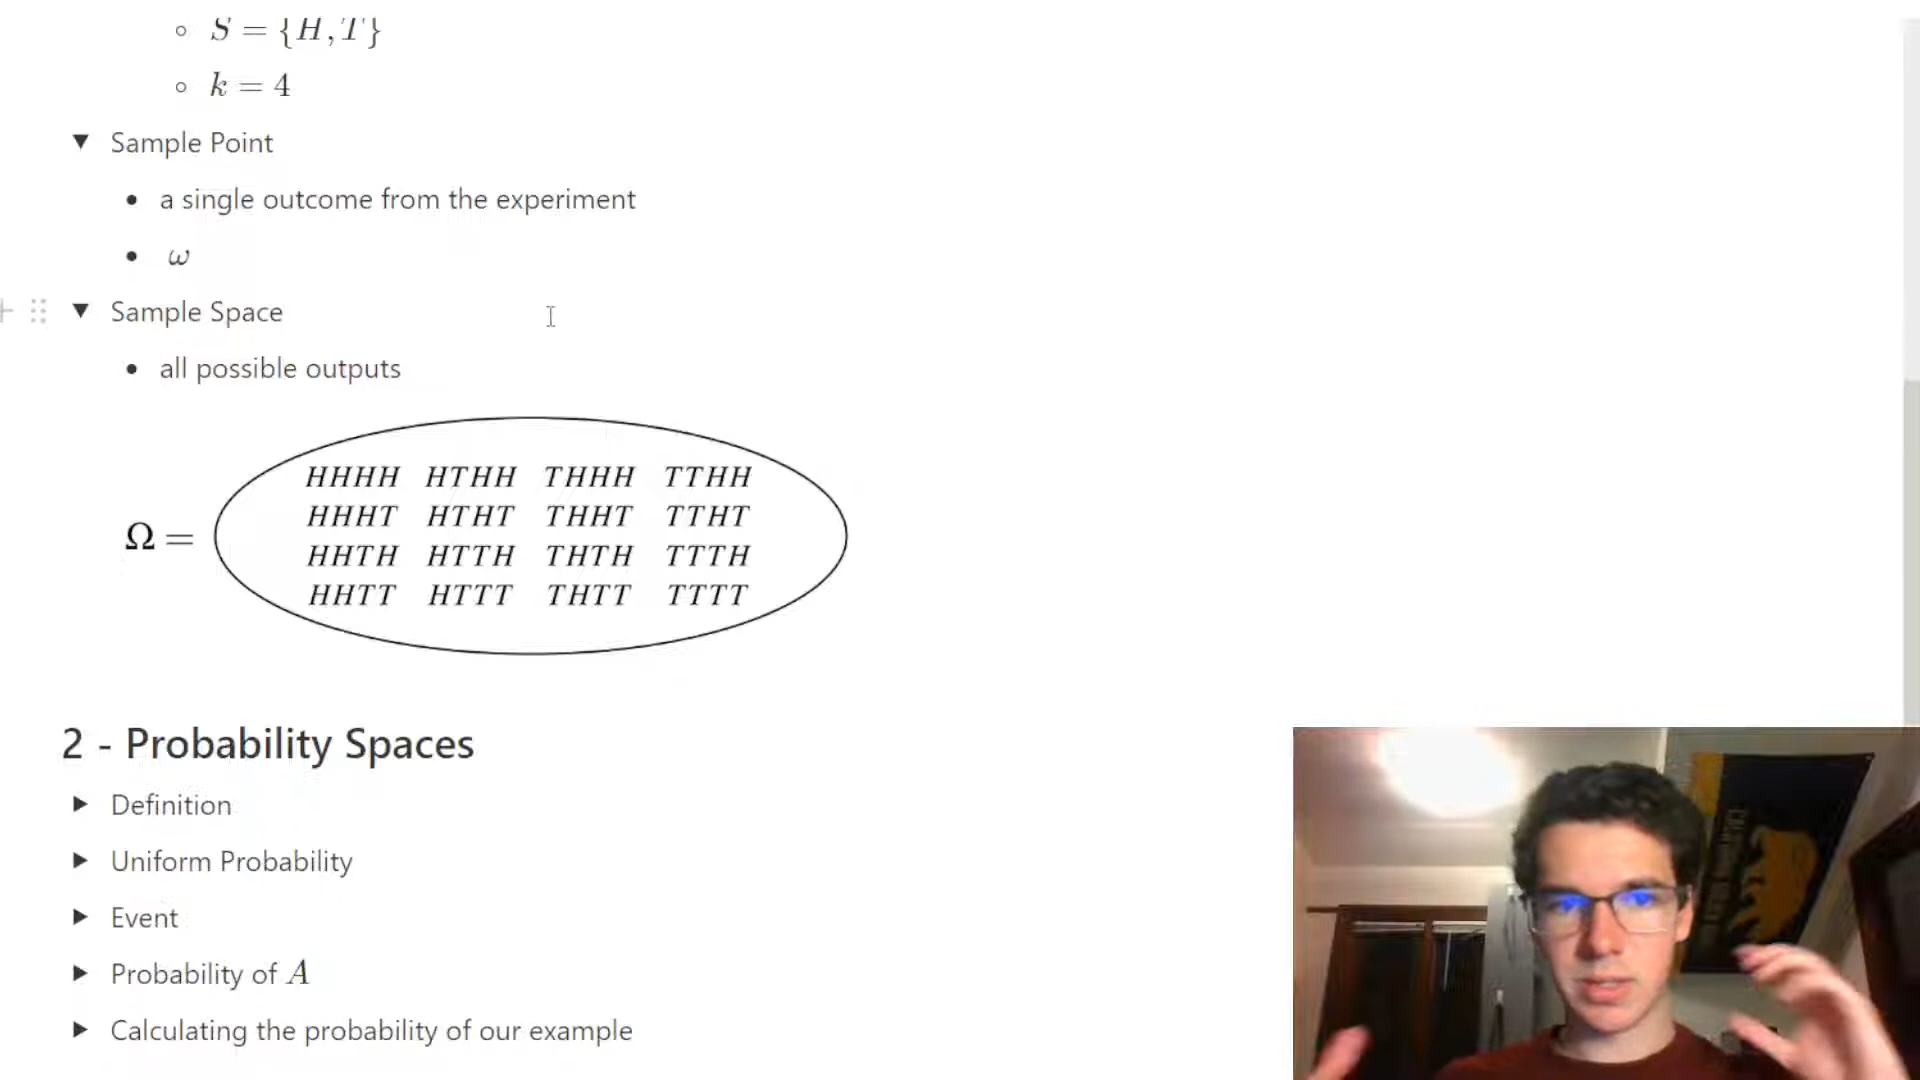 S = {H, T}
k = 4
Sample Point
a single outcome from the experiment
ω
Sample Space
all possible outputs
HHHH HTHH THHH TTHH
HHHT HTHT THHT TTHT
Ω =
HHTH HTTH THTH TTTH
HHTT HTTT THTT TTTT
2 - Probability Spaces
Definition
Uniform Probability
Event
Probability of A
Calculating the probability of our example